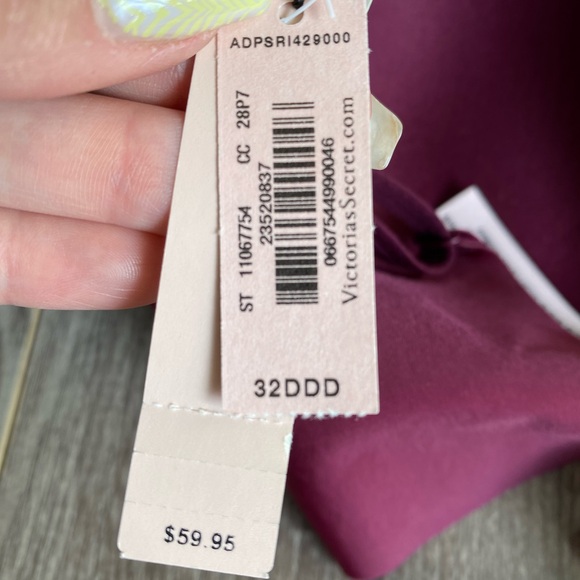 ADPSRI429000
ST 11067754 CC 28P7
23520837
0667544990046
VictoriasSecret.com
32DDD
$59.95